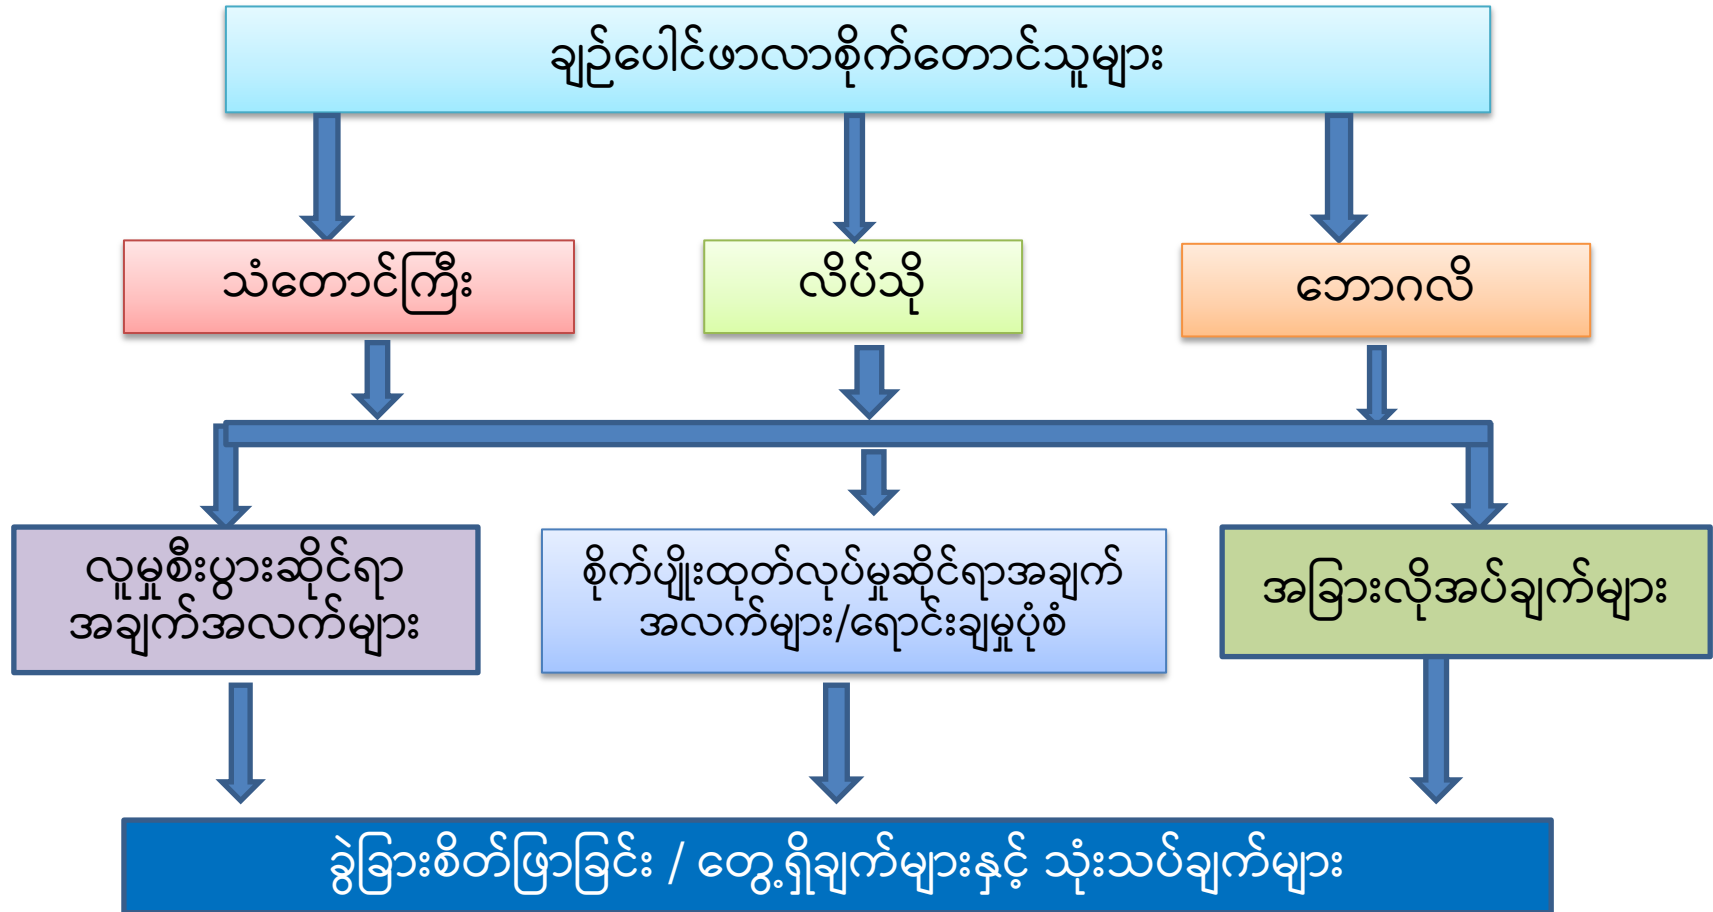 ချဉ်ပေါင်ဖာလာစိုက်တောင်သူများ
သံတောင်ကြီး
လိပ်သို
ဘောဂလိ
လူမှုစီးပွားဆိုင်ရာ
အချက်အလက်များ
စိုက်ပျိုးထုတ်လုပ်မှုဆိုင်ရာအချက်
အလက်များ/ရောင်းချမှုပုံစံ
အခြားလိုအပ်ချက်များ
ခွဲခြားစိတ်ဖြာခြင်း / တွေ့ရှိချက်များနှင့် သုံးသပ်ချက်များ